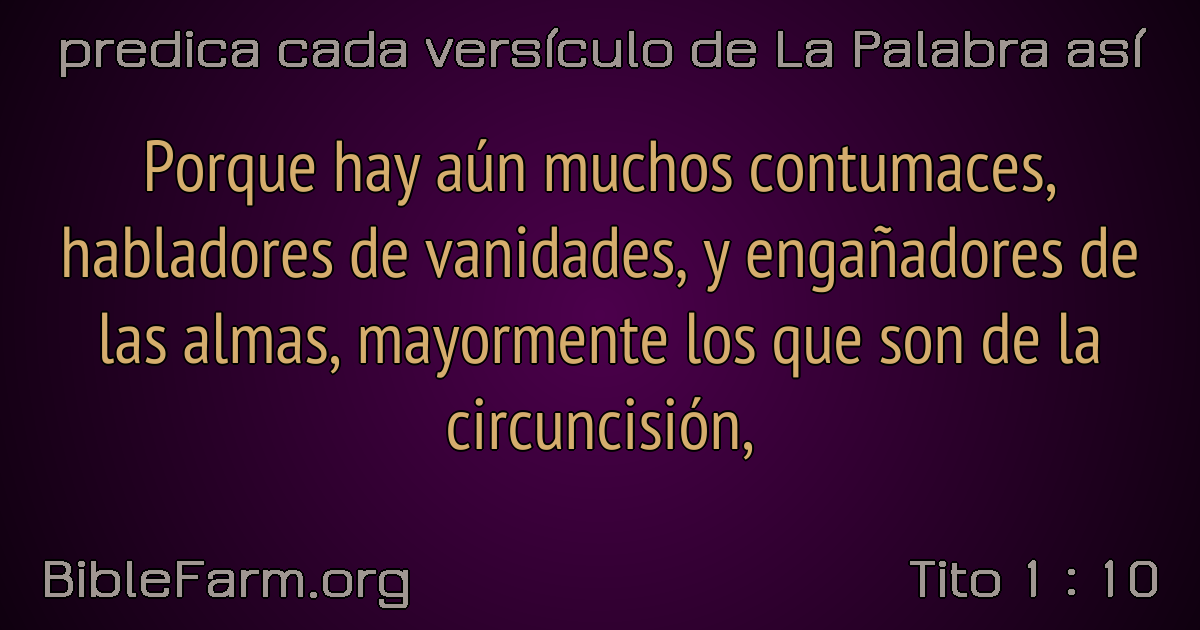 predica cada versículo de La Palabra así
Porque hay aún muchos contumaces,
habladores de vanidades, y engañadores de
las almas, mayormente los que son de la
circuncisión,
BibleFarm.org
Tito 1 : 10